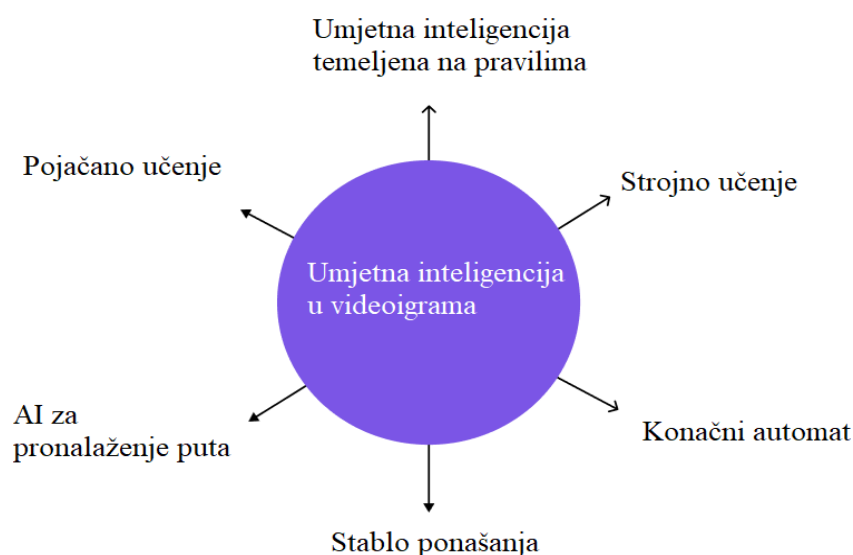 Umjetna inteligencija
temeljena na pravilima
Pojačano učenje
Strojno učenje
Umjetna inteligencija
u videoigrama
AI za
pronalaženje puta
Konačni automat
Stablo ponašanja